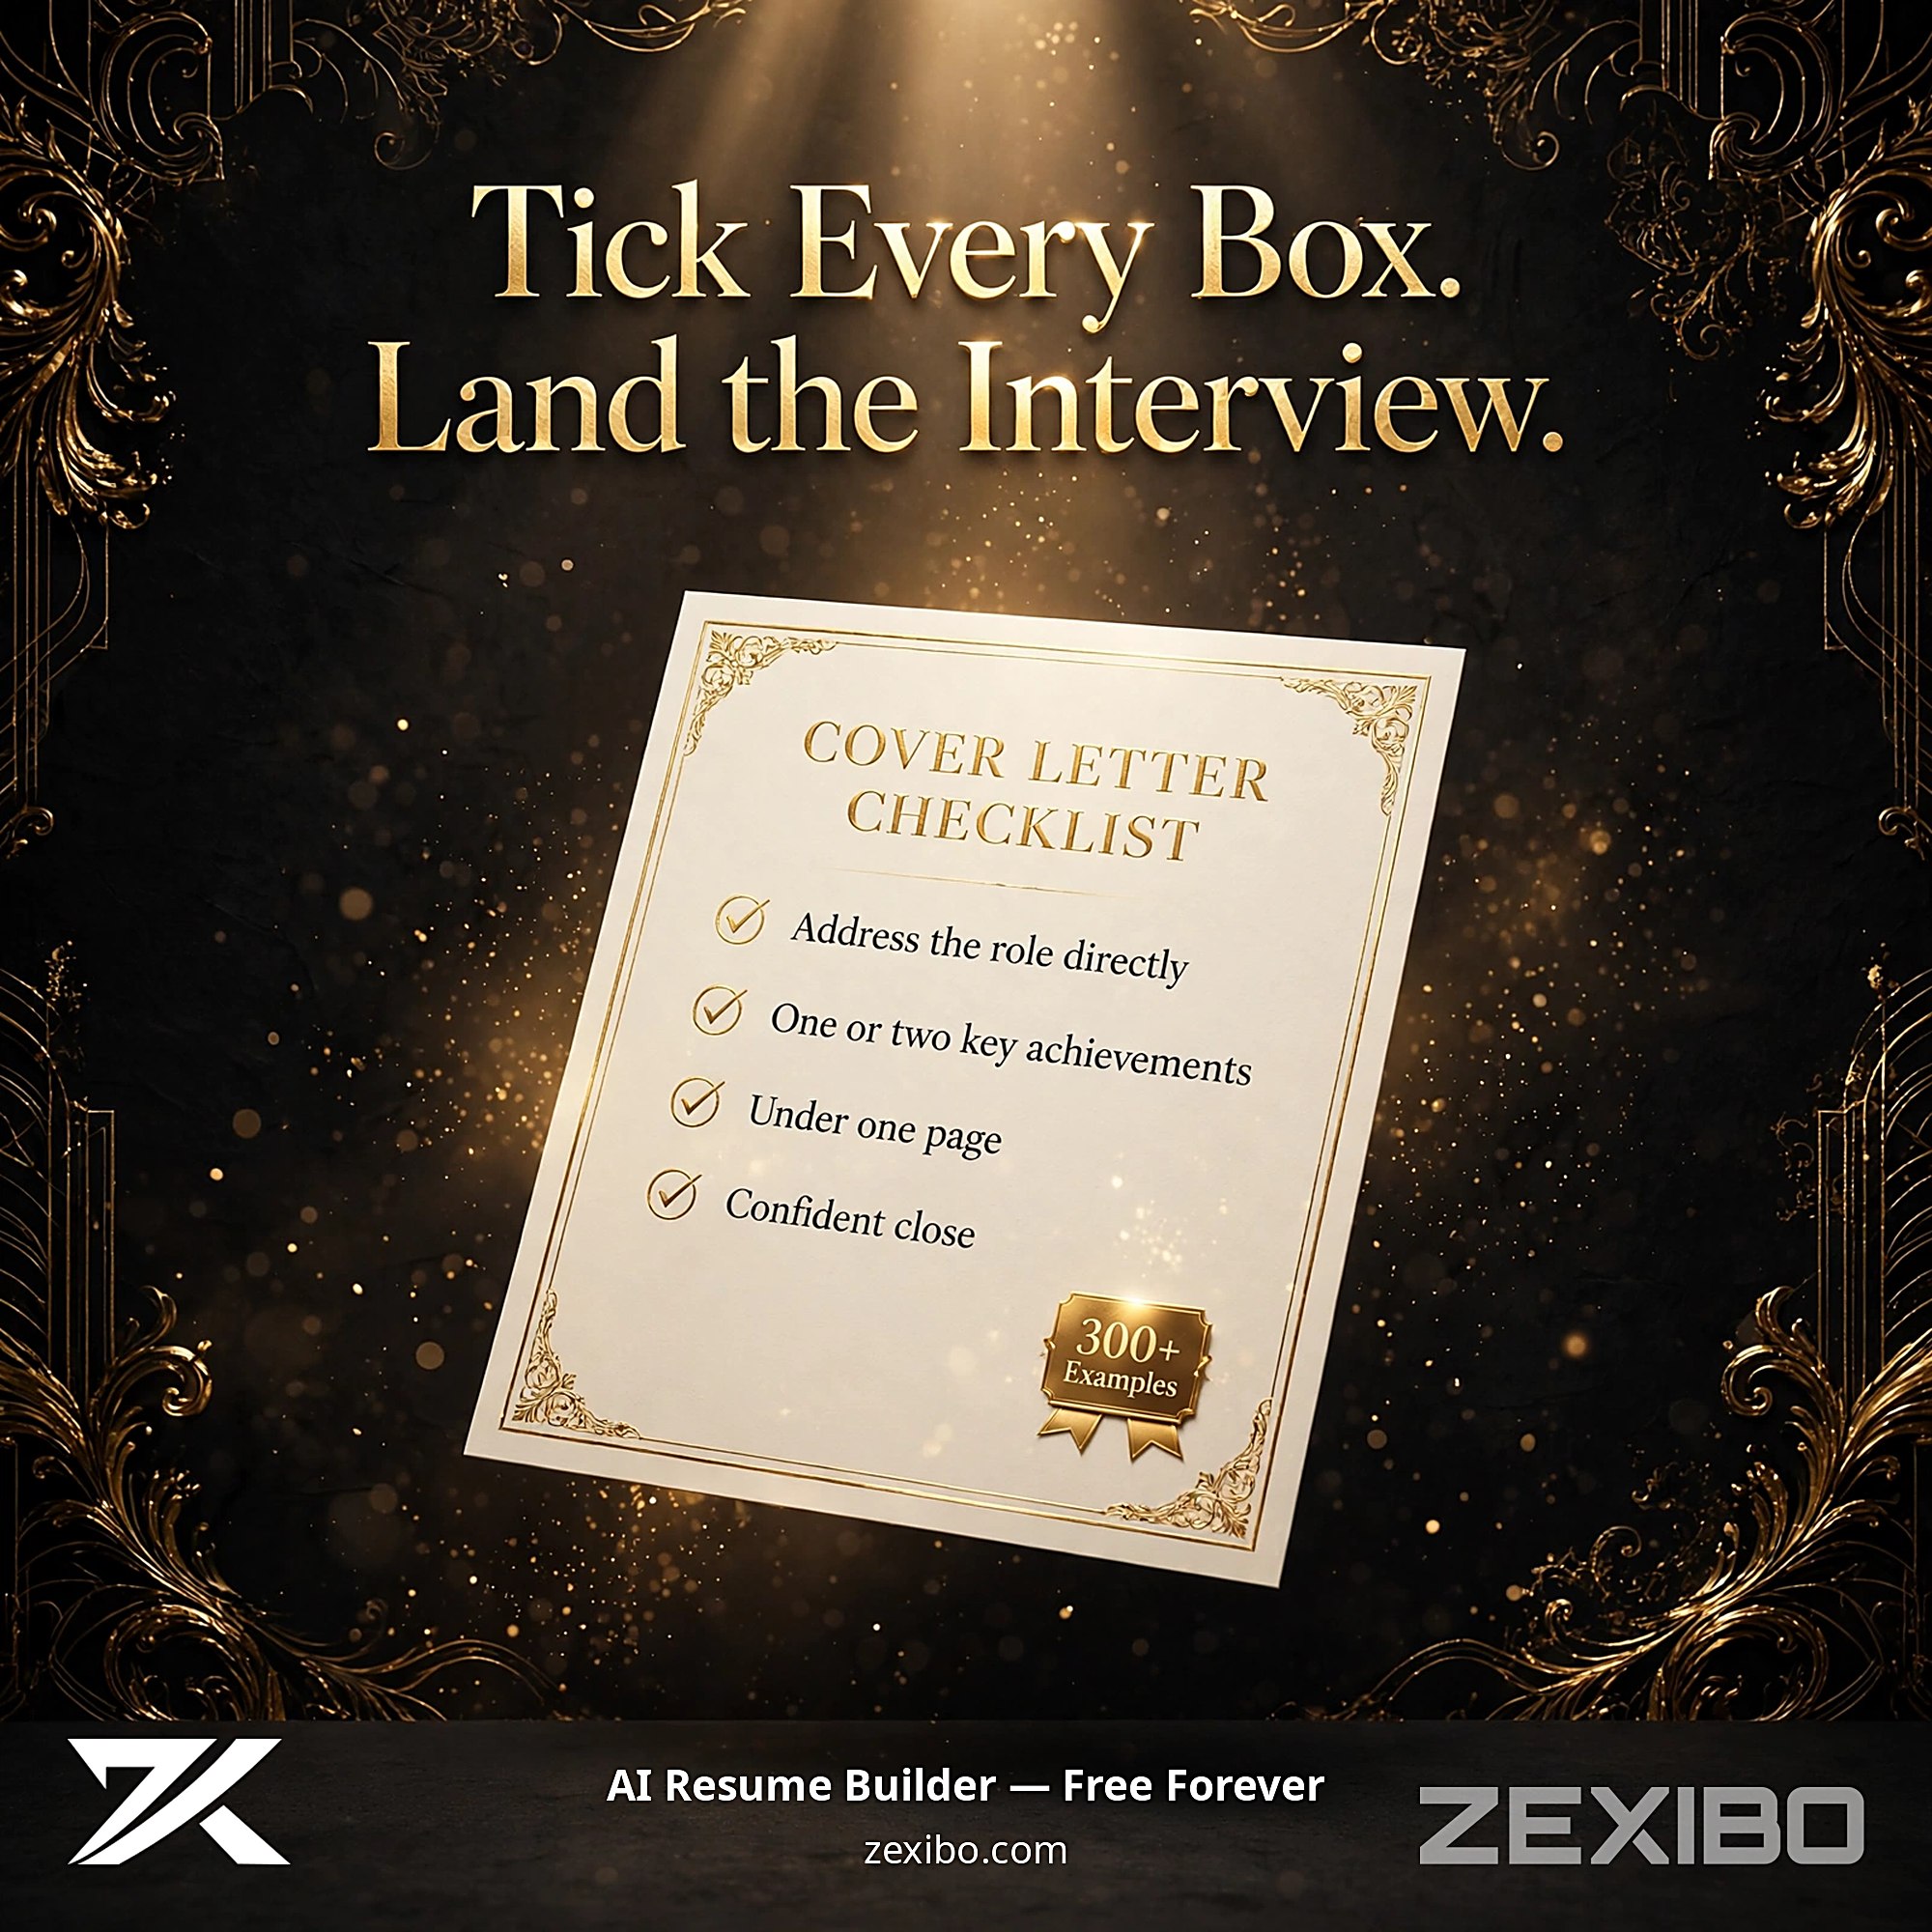 Tick Every Box.
Land the Interview.
COVER LETTER
CHECKLIST
Address the role directly
One or two key achievements
Under one page
Confident close
300+
Examples
AI Resume Builder — Free Forever
zexibo.com
ZEXIBO